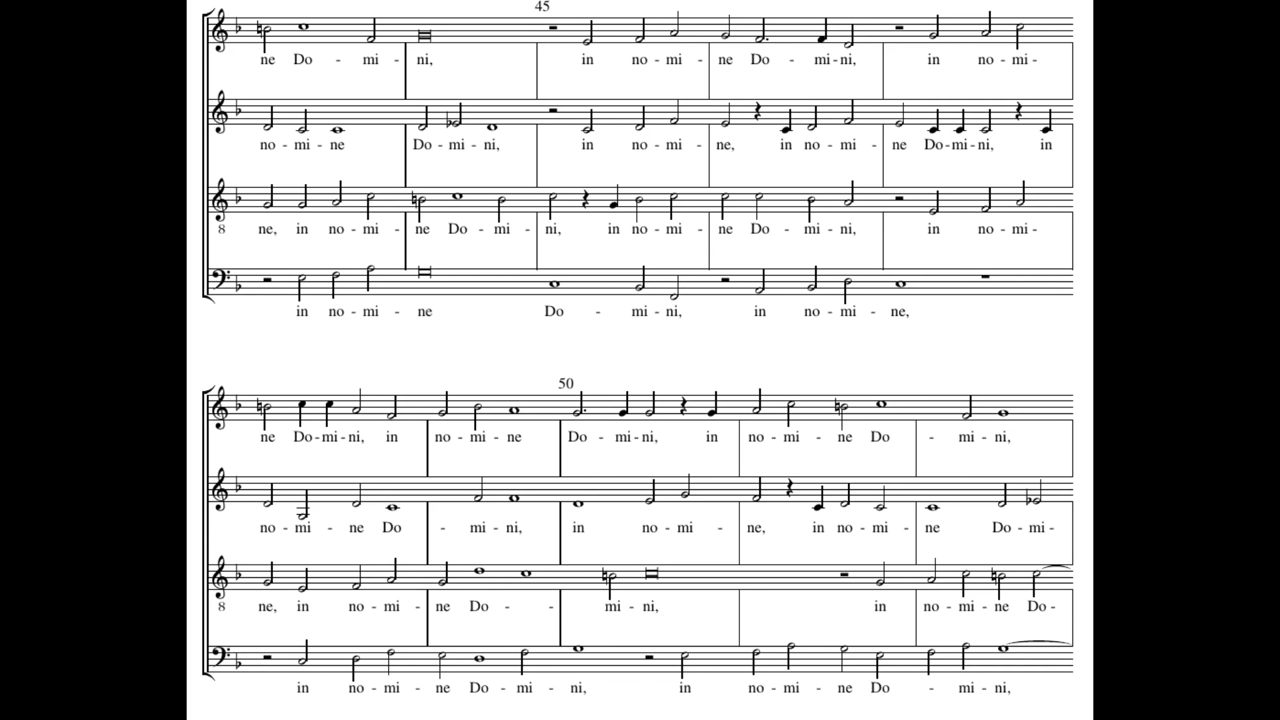 45
ne Do - mi - ni, in no - mi - ne Do - mi - ni, in no - mi -
no - mi - ne Do - mi - ni, in no - mi - ne, in no - mi - ne Do - mi - ni, in
8 ne, in no - mi - ne Do - mi - ni, in no - mi - ne Do - mi - ni, in no - mi -
in no - mi - ne Do - mi - ni, in no - mi - ne,
50
ne Do - mi - ni, in no - mi - ne Do - mi - ni, in no - mi - ne Do - mi - ni,
no - mi - ne Do - mi - ni, in no - mi - ne, in no - mi - ne Do - mi -
8 ne, in no - mi - ne Do - - mi - ni, in no - mi - ne Do -
in no - mi - ne Do - mi - ni, in no - mi - ne Do - mi - ni,